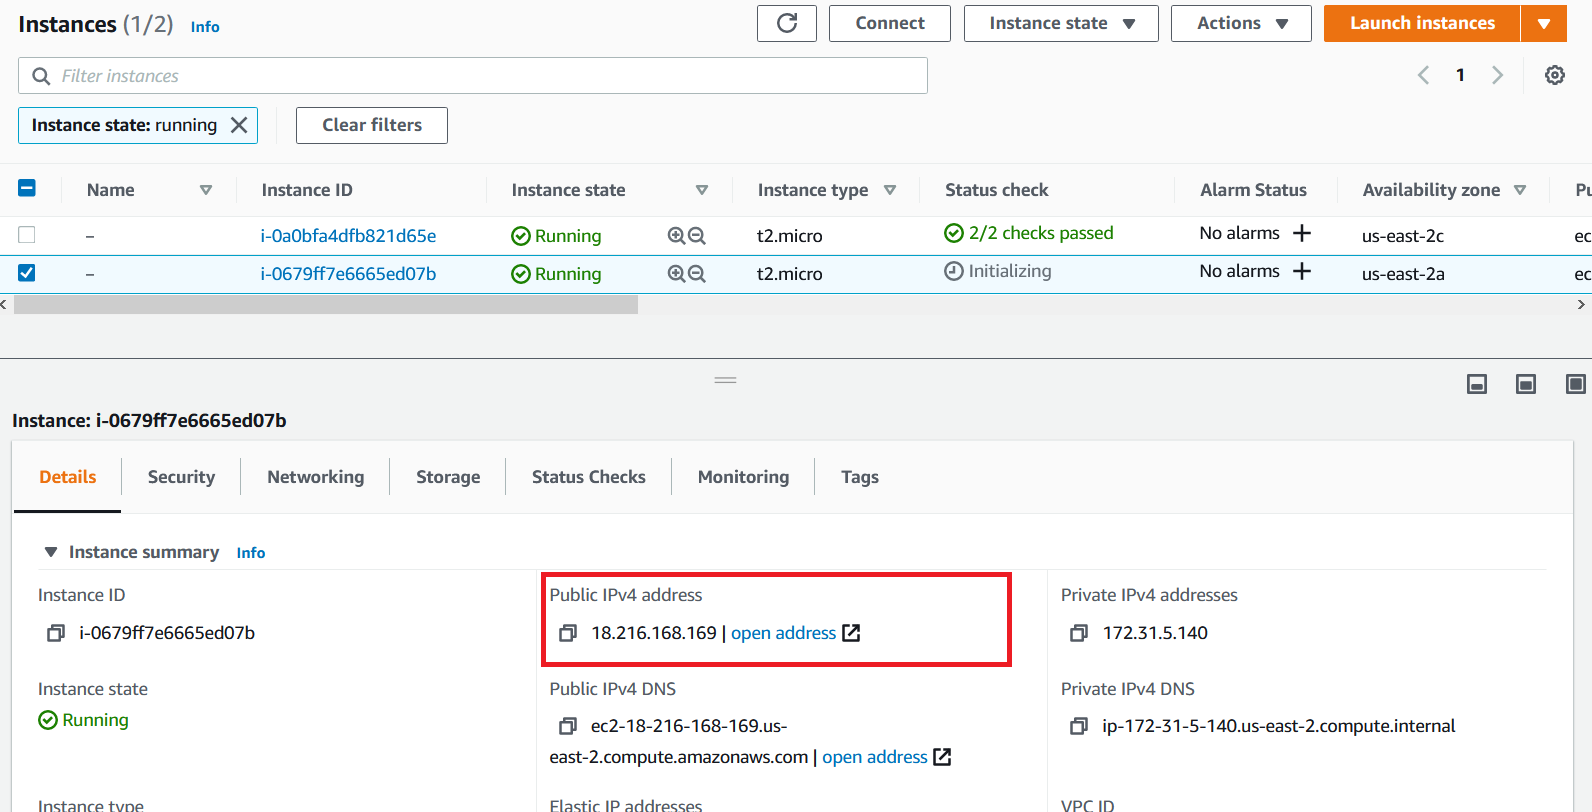 Instances (1/2) Info Connect Instance state Actions Launch instances
Filter instances 1
Instance state: running Clear filters
Name Instance ID Instance state Instance type Status check Alarm Status Availability zone Pu
– i-0a0bfa4dfb821d65e Running t2.micro 2/2 checks passed No alarms us-east-2c ec
– i-0679ff7e6665ed07b Running t2.micro Initializing No alarms us-east-2a ec
Instance: i-0679ff7e6665ed07b
Details Security Networking Storage Status Checks Monitoring Tags
Instance summary Info
Instance ID Public IPv4 address Private IPv4 addresses
i-0679ff7e6665ed07b 18.216.168.169 | open address 172.31.5.140
Instance state Public IPv4 DNS Private IPv4 DNS
Running ec2-18-216-168-169.us- ip-172-31-5-140.us-east-2.compute.internal
east-2.compute.amazonaws.com | open address
Instance type Elastic IP addresses VPC ID